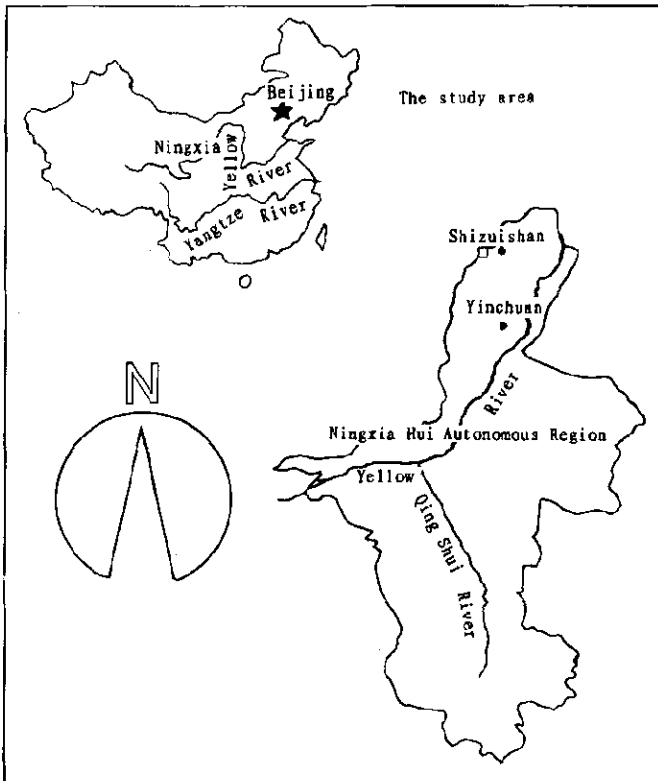 The study area
Beijing
Ningxia
Yellow River
Yangtze River
Shizuishan
Yinchuan
N
Ningxia Hui Autonomous Region
Yellow River
Qing Shui River